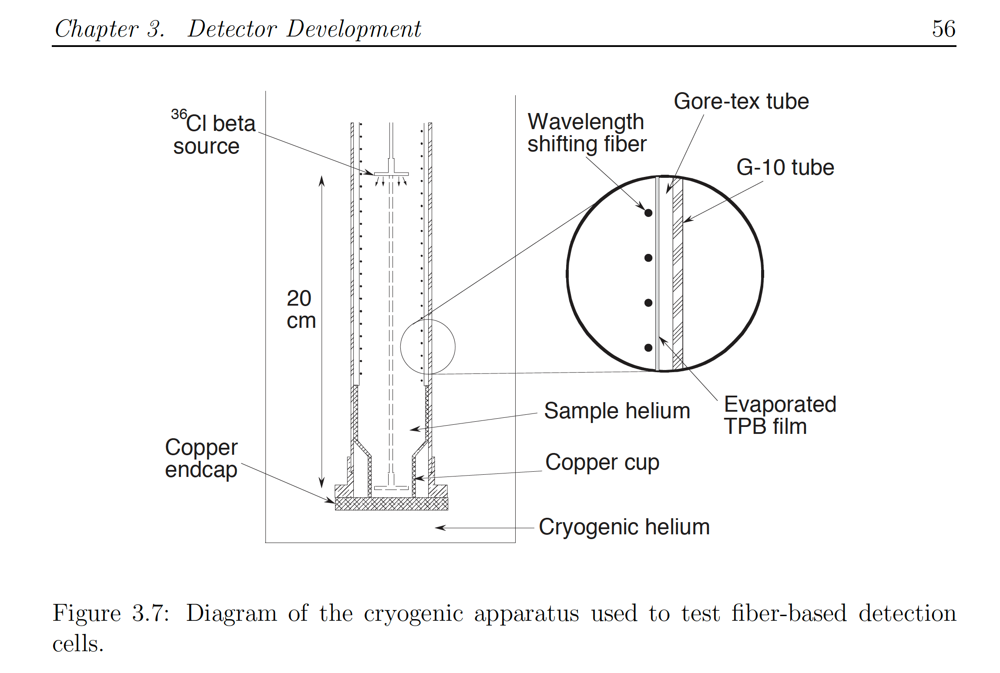 Chapter 3. Detector Development 56
36Cl beta
source
Wavelength
shifting fiber
Gore-tex tube
G-10 tube
20
cm
Sample helium
Evaporated
TPB film
Copper
endcap
Copper cup
Cryogenic helium
Figure 3.7: Diagram of the cryogenic apparatus used to test fiber-based detection
cells.